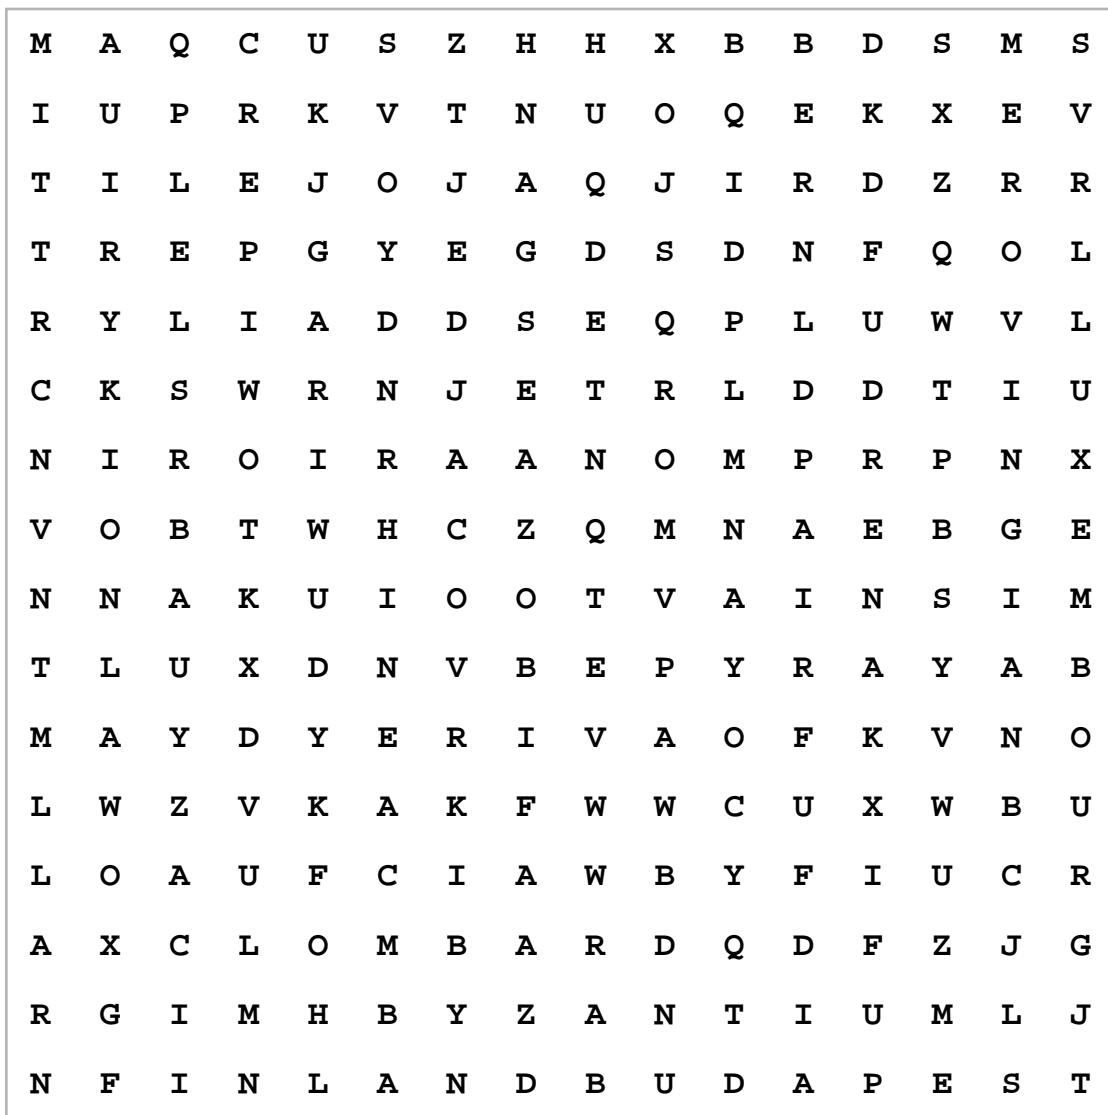 M A Q C U S Z H H X B B D S M S
I U P R K V T N U O Q E K X E V
T I L E J O J A Q J I R D Z R R
T R E P G Y E G D S D N F Q O L
R Y L I A D D S E Q P L U W V L
C K S W R N J E T R L D D T I U
N I R O I R A A N O M P R P N X
V O B T W H C Z Q M N A E B G E
N N A K U I O O T V A I N S I M
T L U X D N V B E P Y R A Y A B
M A Y D Y E R I V A O F K V N O
L W Z V K A K F W W C U X W B U
L O A U F C I A W B Y F I U C R
A X C L O M B A R D Q D F Z J G
R G I M H B Y Z A N T I U M L J
N F I N L A N D B U D A P E S T